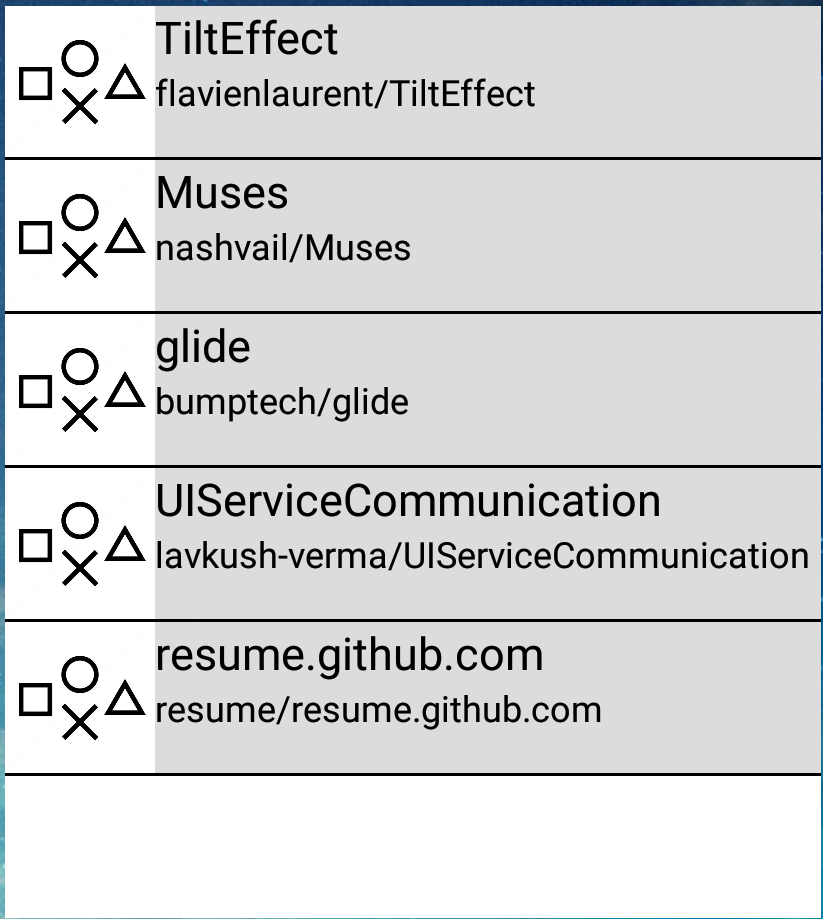 TiltEffect
flavienlaurent/TiltEffect
Muses
nashvail/Muses
glide
bumptech/glide
UIServiceCommunication
lavkush-verma/UIServiceCommunication
resume.github.com
resume/resume.github.com